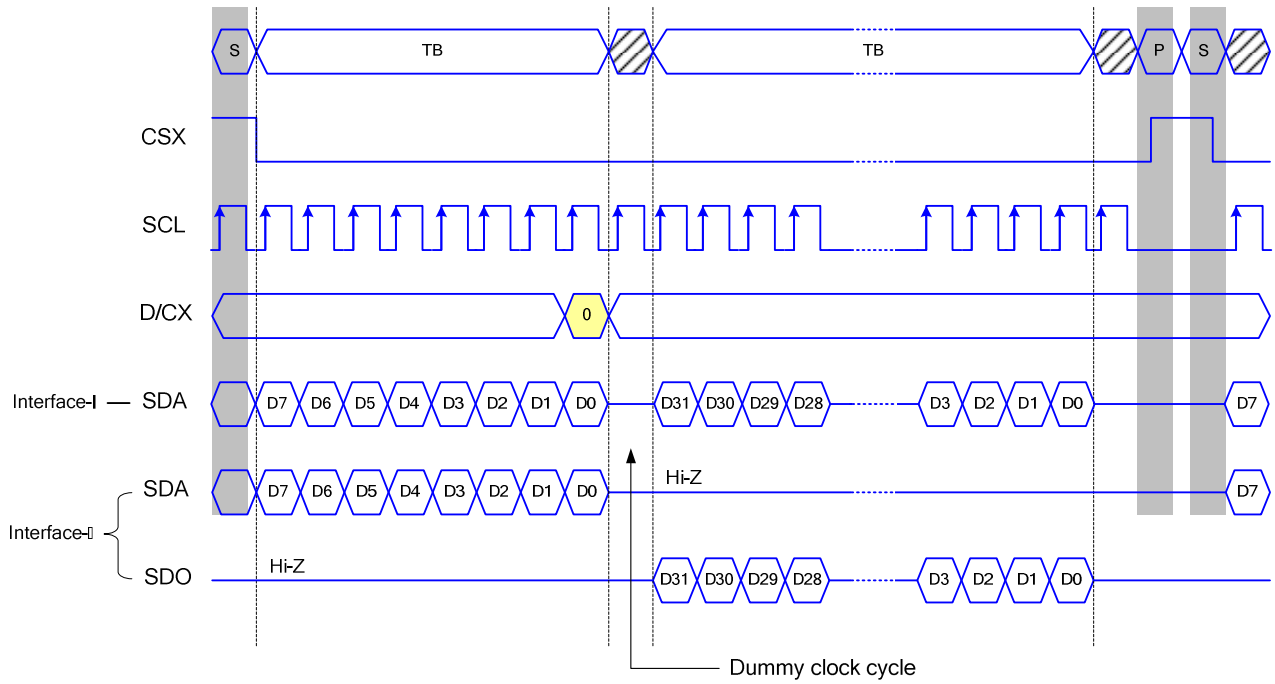 S TB TB P S
CSX
SCL
D/CX 0
Interface-I SDA D7 D6 D5 D4 D3 D2 D1 D0 D31 D30 D29 D28 D3 D2 D1 D0 D7
SDA D7 D6 D5 D4 D3 D2 D1 D0 Hi-Z D7
Interface-▯
SDO Hi-Z D31 D30 D29 D28 D3 D2 D1 D0
Dummy clock cycle